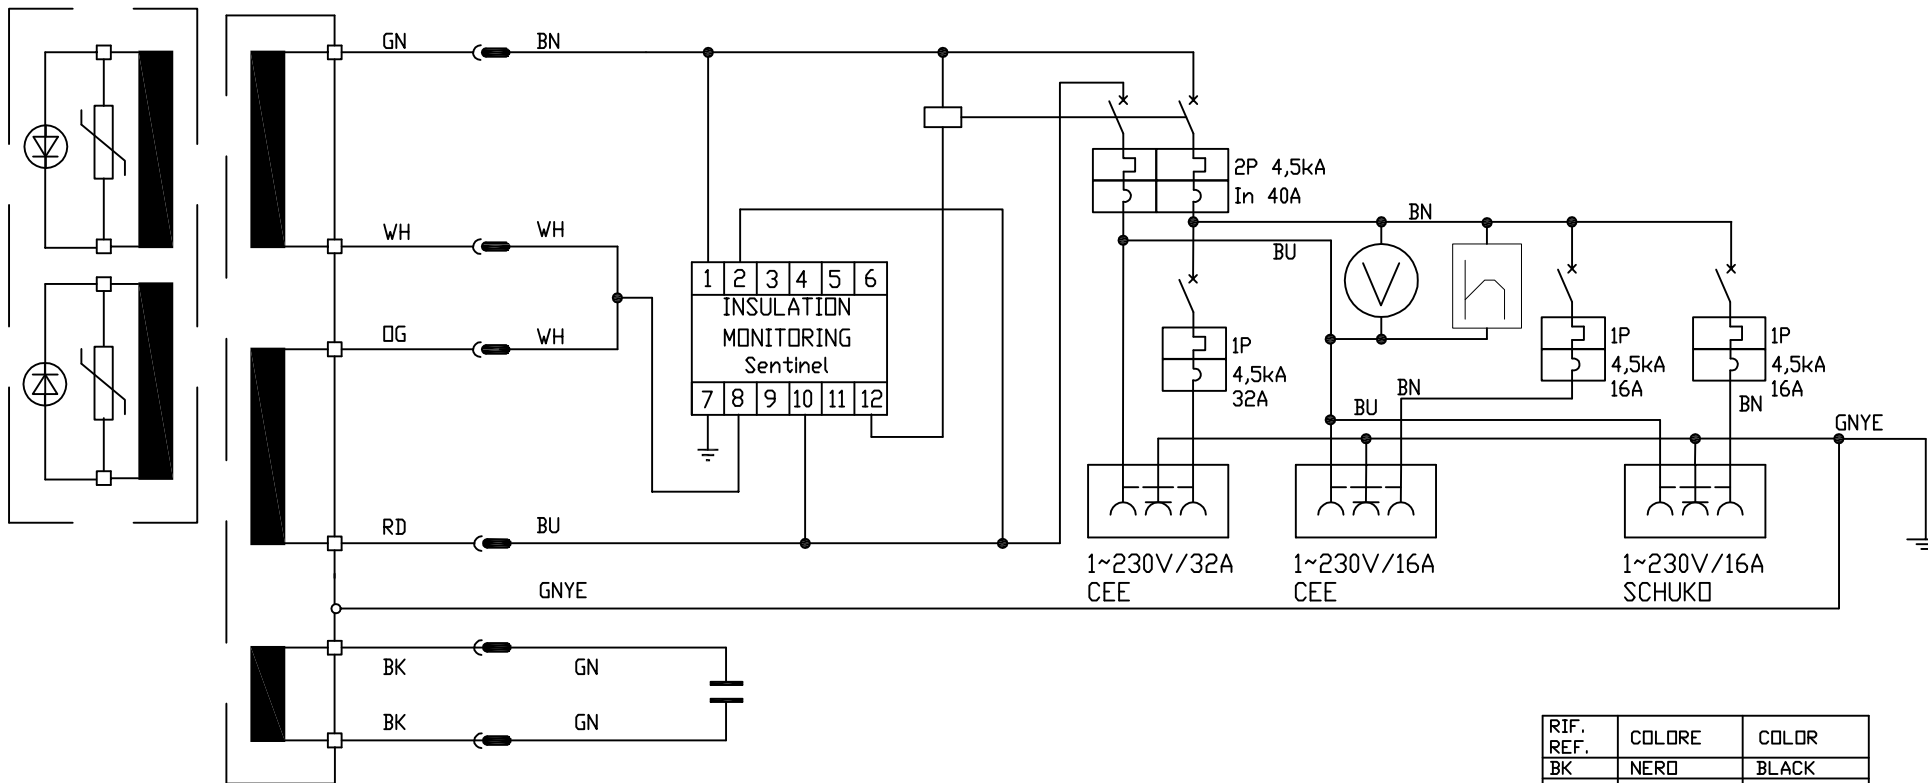 GN BN
2P 4,5kA
In 40A
WH WH
BN
BU
1 2 3 4 5 6
INSULATION
MONITORING
Sentinel
7 8 9 10 11 12
V
h
OG WH
1P
4,5kA
32A
1P
4,5kA
16A
1P
4,5kA
16A
BN
BU
BN
GNYE
RD BU
1~230V/32A
CEE
1~230V/16A
CEE
1~230V/16A
SCHUKO
GNYE
BK GN
BK GN
RIF. REF. COLORE COLOR
BK NERO BLACK